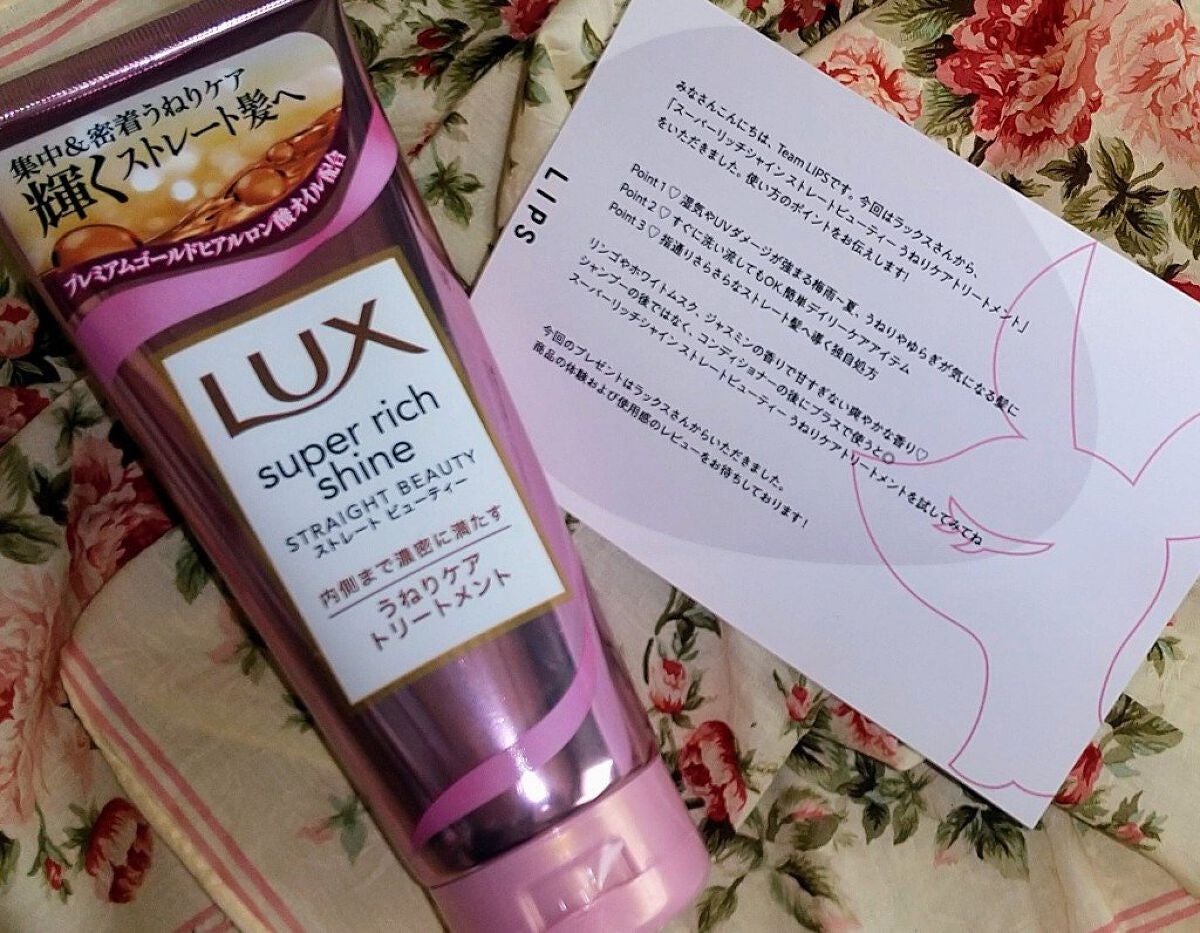 集中&密着うねりケア
輝くストレート髪へ
プレミアムゴールドヒアルロン酸オイル配合
LUX
super rich
shine
STRAIGHT BEAUTY
ストレート ビューティー
内側まで濃密に満たす
うねりケア
トリートメント
LIPS
みなさんこんにちは、Team LIPSです。今回はラックスさんから、
「スーパーリッチシャインストレートビューティー うねりケアトリートメント」
をいただきました。使い方のポイントをお伝えします!
Point 1♡湿気やUVダメージが強まる梅雨~夏。うねりやゆらぎが気になる髪に
Point 2♡すぐに洗い流してもOK.簡単デイリーケアアイテム
Point 3♡指通りさらさらなストレート髪へ導く独自処方
リンゴやホワイトムスク、ジャスミンの香りで甘すぎない爽やかな香り♡
シャンプーの後ではなく、コンディショナーの後にプラスで使うと◎
スーパーリッチシャインストレートビューティー うねりケアトリートメントを試してみてね
今回のプレゼントはラックスさんからいただきました。
商品の体験および使用感のレビューをお待ちしております!